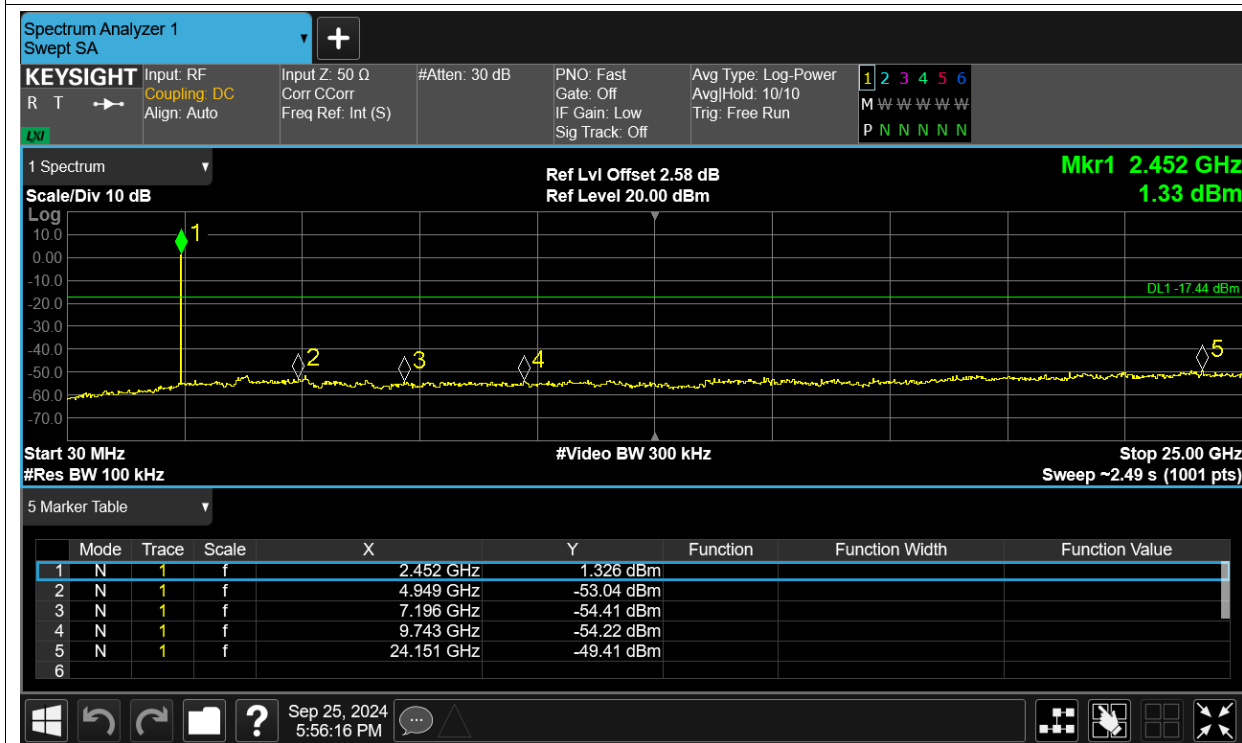 Spectrum Analyzer 1
Swept SA
KEYSIGHT
R T
LXI
Input: RF
Coupling: DC
Align: Auto
Input Z: 50 Ω
Corr CCorr
Freq Ref: Int (S)
#Atten: 30 dB
PNO: Fast
Gate: Off
IF Gain: Low
Sig Track: Off
Avg Type: Log-Power
Avg|Hold: 10/10
Trig: Free Run
1 2 3 4 5 6
M W W W W W
P N N N N N
1 Spectrum
Scale/Div 10 dB
Ref Lvl Offset 2.58 dB
Ref Level 20.00 dBm
Mkr1 2.452 GHz
1.33 dBm
Log
10.0
0.00
-10.0
-20.0
-30.0
-40.0
-50.0
-60.0
-70.0
1
2
3
4
5
DL1 -17.44 dBm
Start 30 MHz
#Res BW 100 kHz
#Video BW 300 kHz
Stop 25.00 GHz
Sweep ~2.49 s (1001 pts)
5 Marker Table
Mode Trace Scale X Y Function Function Width Function Value
1 N 1 f 2.452 GHz 1.326 dBm
2 N 1 f 4.949 GHz -53.04 dBm
3 N 1 f 7.196 GHz -54.41 dBm
4 N 1 f 9.743 GHz -54.22 dBm
5 N 1 f 24.151 GHz -49.41 dBm
6
?
Sep 25, 2024
5:56:16 PM